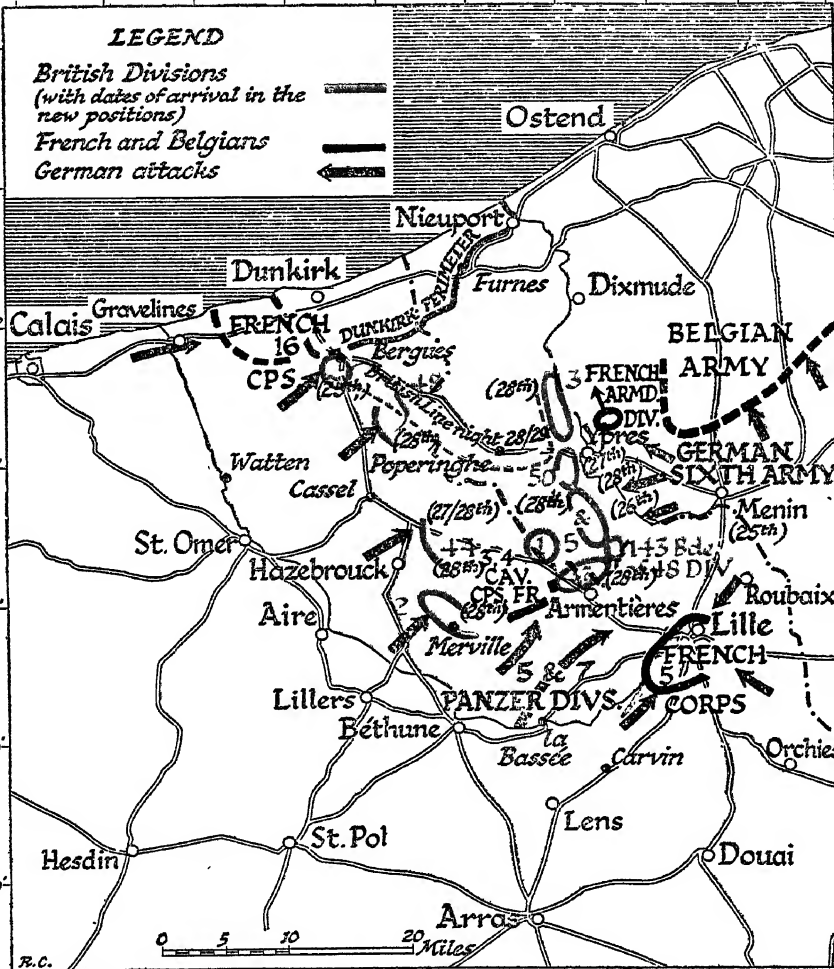 LEGEND
British Divisions
(with dates of arrival in the
new positions)
French and Belgians
German attacks
Ostend
Nieuport
Dunkirk
DUNKIRK PERIMETER
Furnes
Dixmude
Gravelines
Calais
FRENCH
16
CPS
Bergues
BELGIAN
ARMY
3
FRENCH
ARMD.
DIV.
(28th)
British Line night 28/29
(28th)
Ypres
(27th)
GERMAN
SIXTH ARMY
Watten
Poperinghe
50
(28th)
(28th)
(26th)
Cassel
(27/28th)
&
Menin
(25th)
St. Omer
44
(28th)
1
5
143 Bde
48 DIV
(28th)
Hazebrouck
CAV.
CPS. FR.
2
(28th)
Armentières
Roubaix
Aire
Merville
Lille
FRENCH
5
CORPS
5 & 7
PANZER DIVS.
Lillers
Béthune
la
Bassée
Carvin
Orchies
Lens
St. Pol
Hesdin
Douai
Arras
0 5 10 20
Miles
R.C.